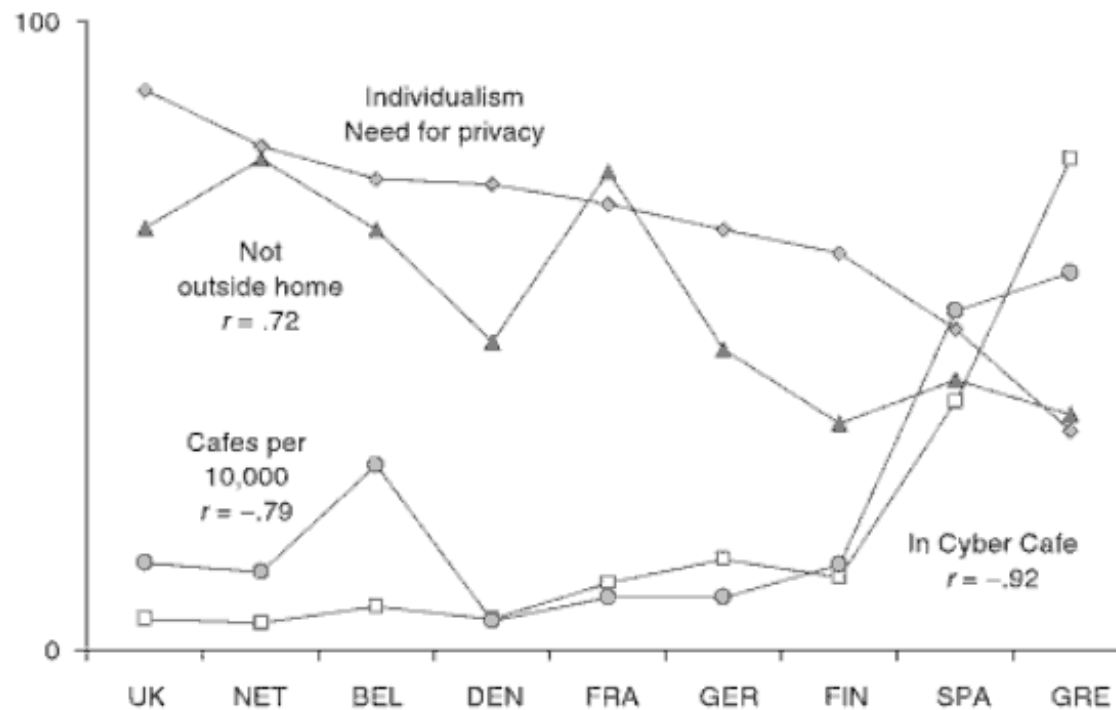 100
Individualism
Need for privacy
Not
outside home
r = .72
Cafes per
10,000
r = –.79
In Cyber Cafe
r = –.92
0
UK NET BEL DEN FRA GER FIN SPA GRE